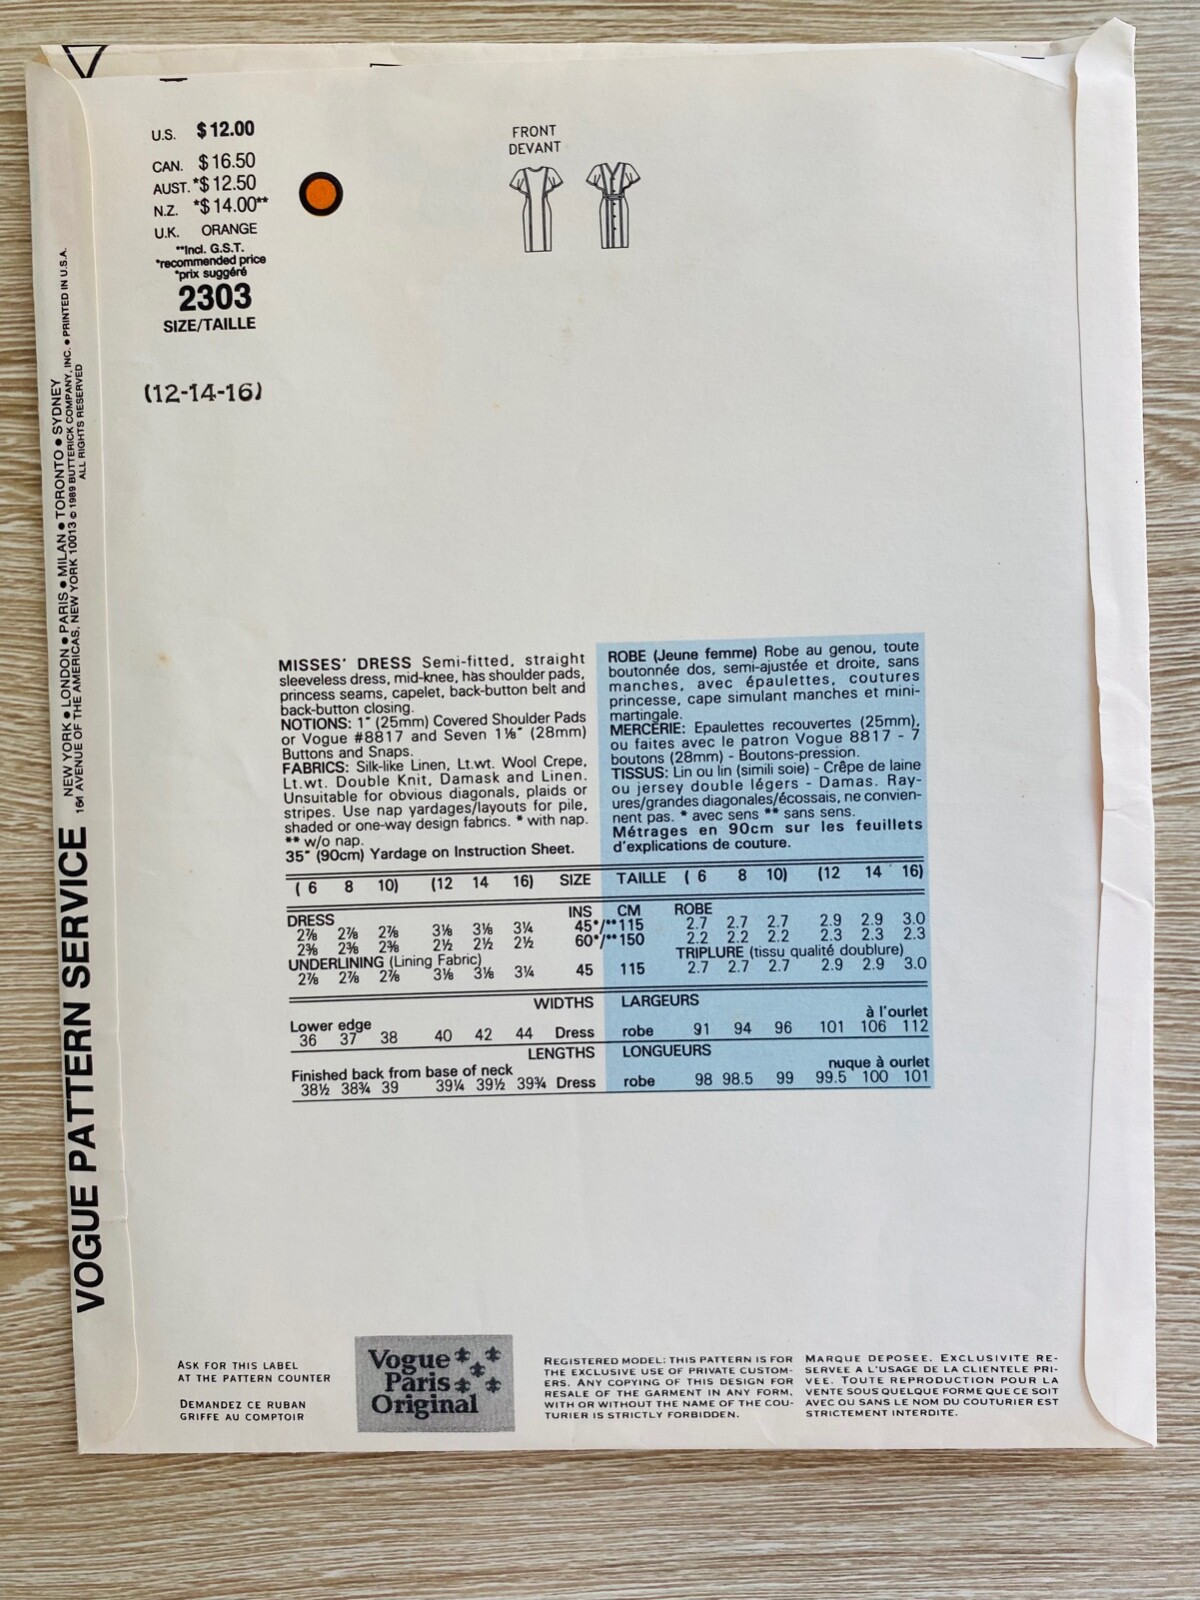 U.S. $12.00
CAN. $16.50
AUST. *$12.50
N.Z. *$14.00**
U.K. ORANGE
**Incl. G.S.T.
*recommended price
*prix suggéré
2303
SIZE/TAILLE
(12-14-16)
FRONT
DEVANT
VOGUE PATTERN SERVICE
NEW YORK ● LONDON ● PARIS ● MILAN ● TORONTO ● SYDNEY
161 AVENUE OF THE AMERICAS, NEW YORK 10013 © 1989 BUTTERICK COMPANY, INC. ● PRINTED IN U.S.A.
ALL RIGHTS RESERVED
MISSES' DRESS Semi-fitted, straight
sleeveless dress, mid-knee, has shoulder pads,
princess seams, capelet, back-button belt and
back-button closing.
NOTIONS: 1" (25mm) Covered Shoulder Pads
or Vogue #8817 and Seven 1⅛" (28mm)
Buttons and Snaps.
FABRICS: Silk-like Linen, Lt.wt. Wool Crepe,
Lt.wt. Double Knit, Damask and Linen.
Unsuitable for obvious diagonals, plaids or
stripes. Use nap yardages/layouts for pile,
shaded or one-way design fabrics. * with nap.
** w/o nap.
35" (90cm) Yardage on Instruction Sheet.
ROBE (Jeune femme) Robe au genou, toute
boutonnée dos, semi-ajustée et droite, sans
manches, avec épaulettes, coutures
princesse, cape simulant manches et mini-
martingale.
MERCERIE: Epaulettes recouvertes (25mm),
ou faites avec le patron Vogue 8817 - 7
boutons (28mm) - Boutons-pression.
TISSUS: Lin ou lin (simili soie) - Crêpe de laine
ou jersey double légers - Damas. Ray-
ures/grandes diagonales/écossais, ne convien-
nent pas. * avec sens ** sans sens.
Métrages en 90cm sur les feuillets
d'explications de couture.
(6 8 10) (12 14 16) SIZE TAILLE (6 8 10) (12 14 16)
DRESS INS CM ROBE
2⅞ 2⅞ 2⅞ 3⅛ 3⅛ 3¼ 45*/**115 2.7 2.7 2.7 2.9 2.9 3.0
2⅜ 2⅜ 2⅜ 2½ 2½ 2½ 60*/**150 2.2 2.2 2.2 2.3 2.3 2.3
UNDERLINING (Lining Fabric) TRIPLURE (tissu qualité doublure)
2⅞ 2⅞ 2⅞ 3⅛ 3⅛ 3¼ 45 115 2.7 2.7 2.7 2.9 2.9 3.0
WIDTHS LARGEURS
Lower edge à l'ourlet
36 37 38 40 42 44 Dress robe 91 94 96 101 106 112
LENGTHS LONGUEURS
Finished back from base of neck nuque à ourlet
38½ 38¾ 39 39¼ 39½ 39¾ Dress robe 98 98.5 99 99.5 100 101
ASK FOR THIS LABEL
AT THE PATTERN COUNTER
DEMANDEZ CE RUBAN
GRIFFE AU COMPTOIR
Vogue
Paris
Original
REGISTERED MODEL: THIS PATTERN IS FOR
THE EXCLUSIVE USE OF PRIVATE CUSTOM-
ERS. ANY COPYING OF THIS DESIGN FOR
RESALE OF THE GARMENT IN ANY FORM,
WITH OR WITHOUT THE NAME OF THE COU-
TURIER IS STRICTLY FORBIDDEN.
MARQUE DEPOSEE. EXCLUSIVITE RE-
SERVEE A L'USAGE DE LA CLIENTELE PRI-
VEE. TOUTE REPRODUCTION POUR LA
VENTE SOUS QUELQUE FORME QUE CE SOIT
AVEC OU SANS LE NOM DU COUTURIER EST
STRICTEMENT INTERDITE.